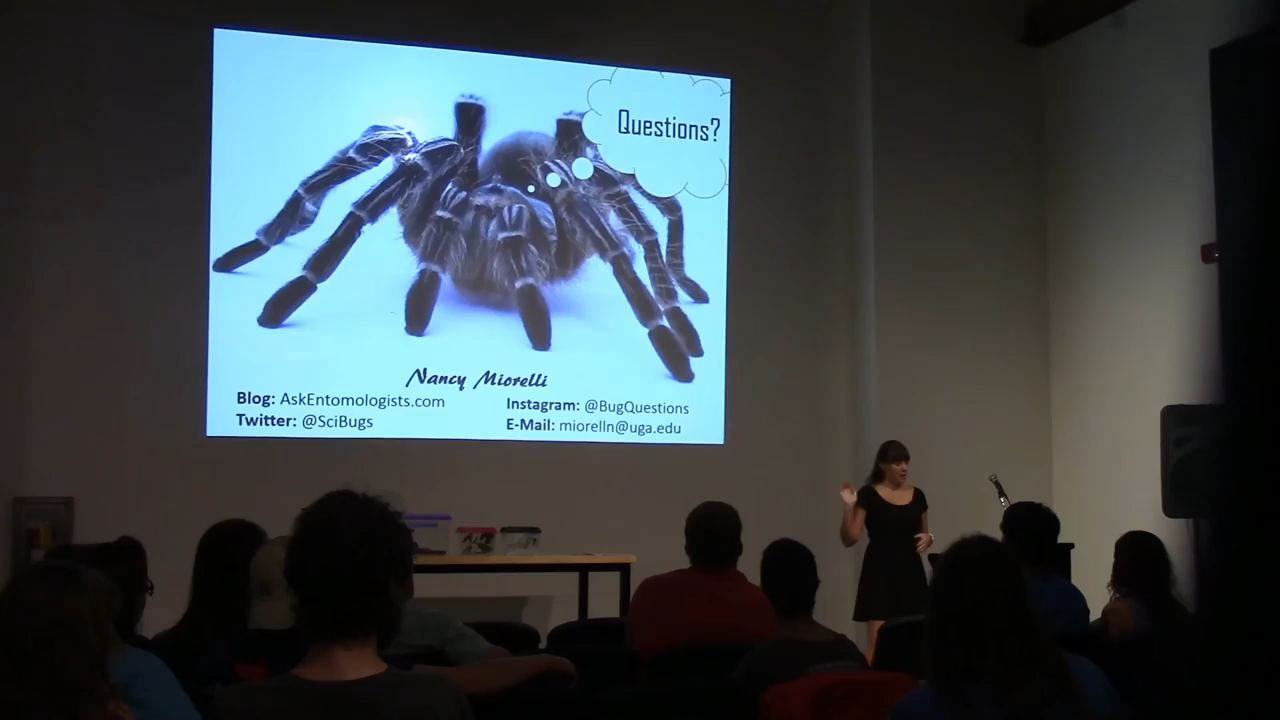 Questions?
Nancy Miorelli
Blog: AskEntomologists.com
Twitter: @SciBugs
Instagram: @BugQuestions
E-Mail: miorelln@uga.edu